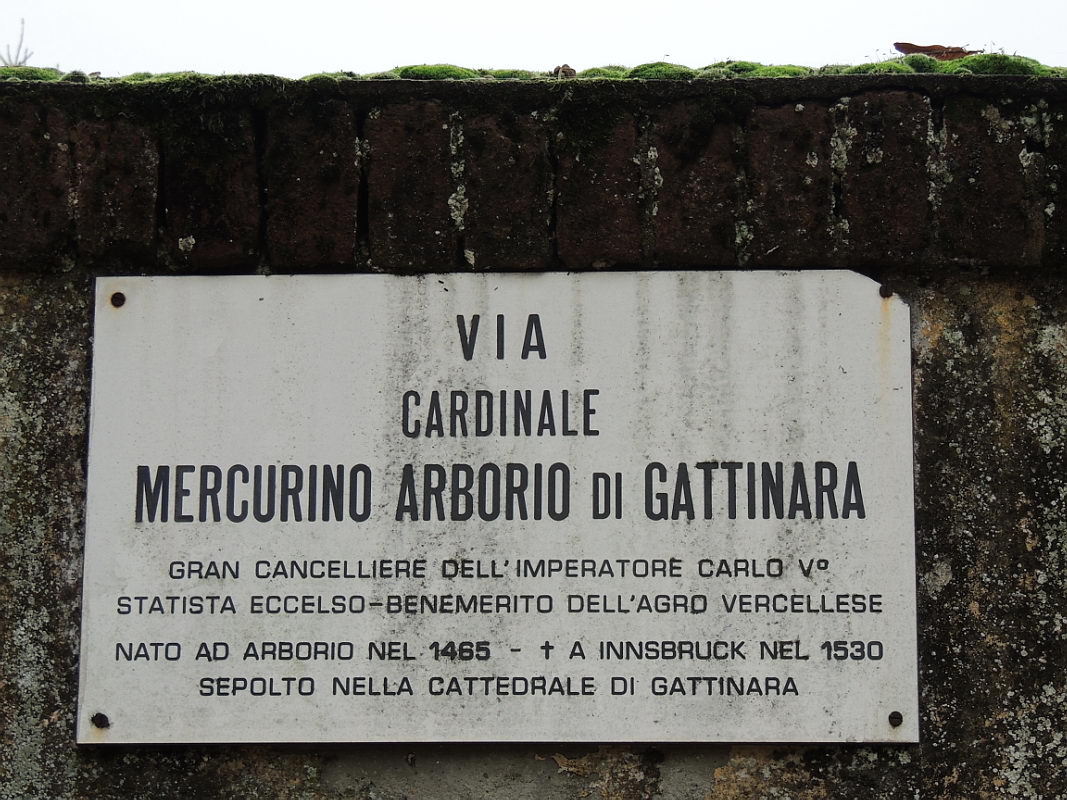 VIA
CARDINALE
MERCURINO ARBORIO DI GATTINARA
GRAN CANCELLIERE DELL'IMPERATORE CARLO Vº
STATISTA ECCELSO-BENEMERITO DELL'AGRO VERCELLESE
NATO AD ARBORIO NEL 1465 - † A INNSBRUCK NEL 1530
SEPOLTO NELLA CATTEDRALE DI GATTINARA